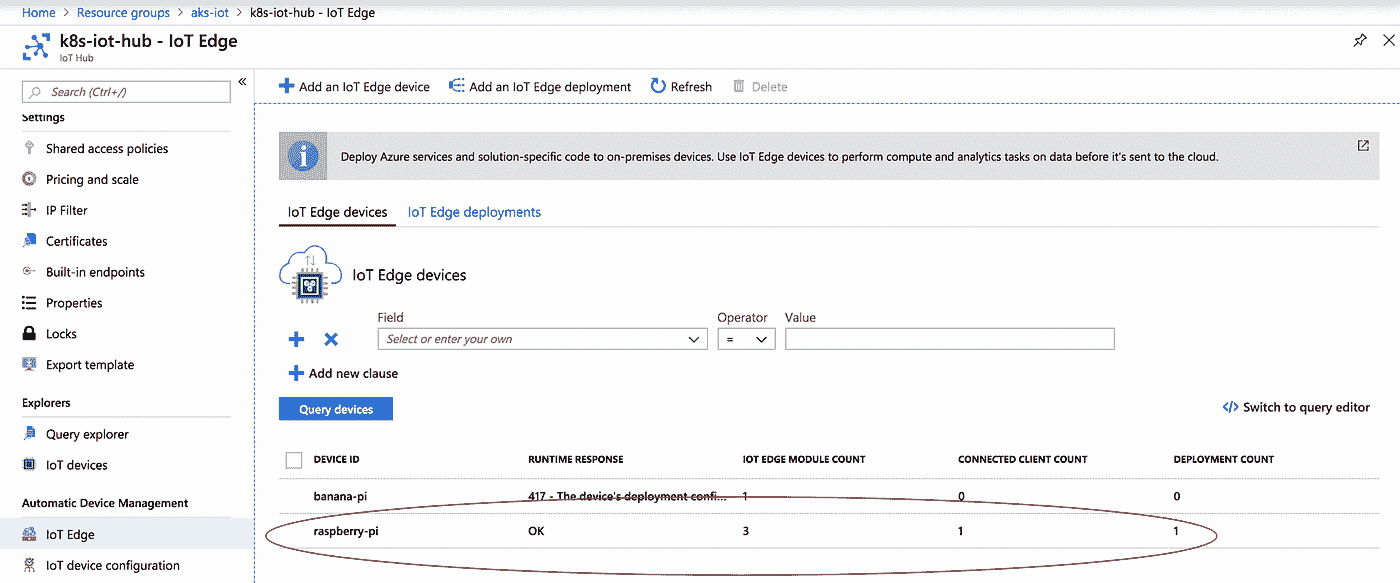 Home > Resource groups > aks-iot > k8s-iot-hub - IoT Edge
k8s-iot-hub - IoT Edge
IoT Hub
Search (Ctrl+/)
«
Settings
Shared access policies
Pricing and scale
IP Filter
Certificates
Built-in endpoints
Properties
Locks
Export template
Explorers
Query explorer
IoT devices
Automatic Device Management
IoT Edge
IoT device configuration
Add an IoT Edge device Add an IoT Edge deployment Refresh Delete
Deploy Azure services and solution-specific code to on-premises devices. Use IoT Edge devices to perform compute and analytics tasks on data before it's sent to the cloud.
IoT Edge devices IoT Edge deployments
IoT Edge devices
Field Operator Value
Select or enter your own =
Add new clause
Query devices </> Switch to query editor
DEVICE ID RUNTIME RESPONSE IOT EDGE MODULE COUNT CONNECTED CLIENT COUNT DEPLOYMENT COUNT
banana-pi 417 - The device's deployment confi... 1 0 0
raspberry-pi OK 3 1 1